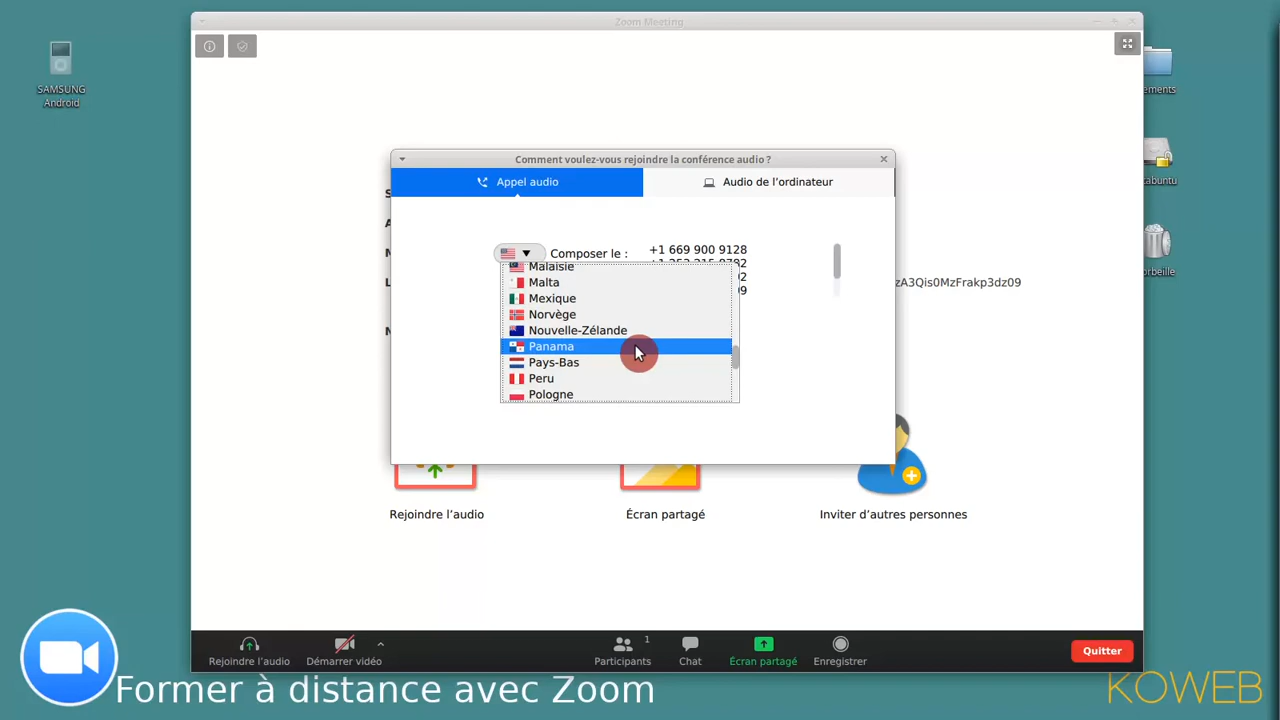 Zoom Meeting
SAMSUNG
Android
ements
abuntu
orbeille
Comment voulez-vous rejoindre la conférence audio ?
Appel audio
Audio de l'ordinateur
Composer le :
+1 669 900 9128
Malaisie
Malta
Mexique
Norvège
Nouvelle-Zélande
Panama
Pays-Bas
Peru
Pologne
zA3Qis0MzFrakp3dz09
Rejoindre l'audio
Écran partagé
Inviter d'autres personnes
Rejoindre l'audio
Démarrer vidéo
Participants
1
Chat
Écran partagé
Enregistrer
Quitter
Former à distance avec Zoom
KOWEB